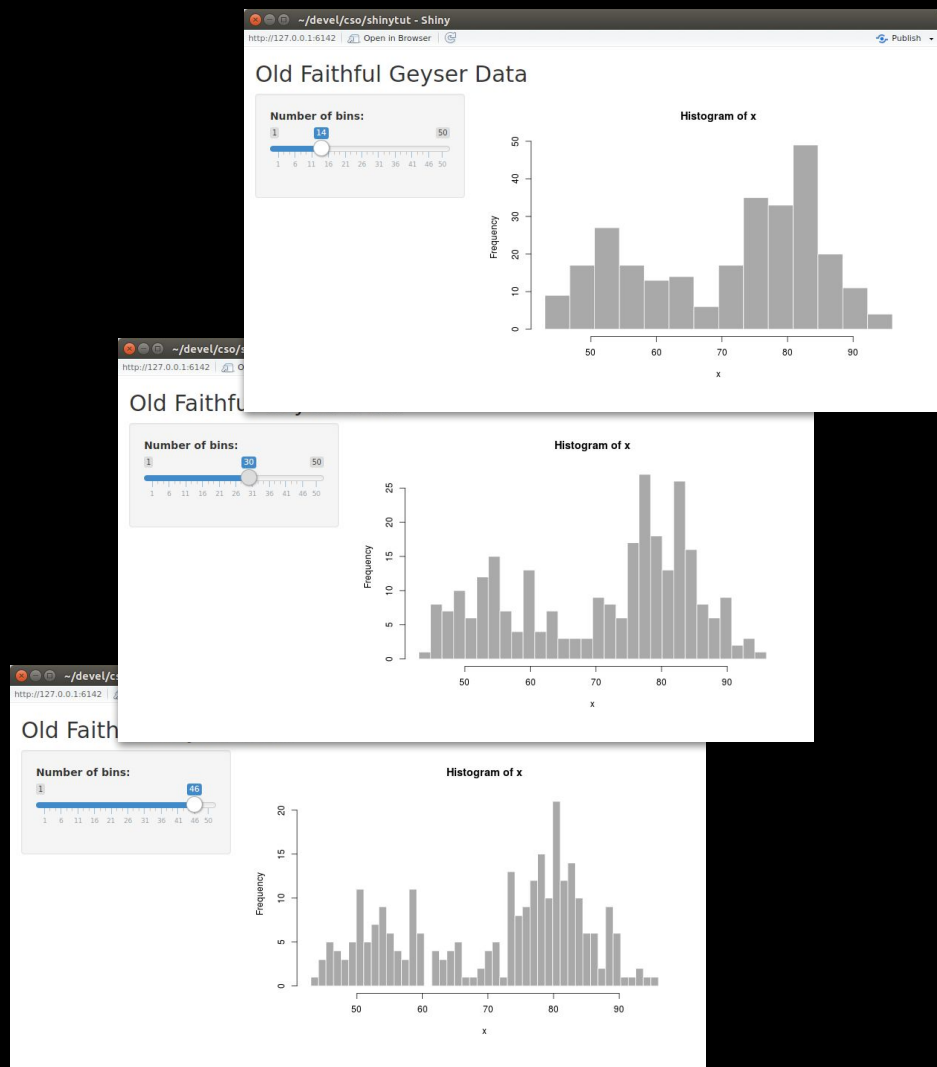 ~/devel/cso/shinytut - Shiny
http://127.0.0.1:6142 Open in Browser Publish
Old Faithful Geyser Data
Number of bins:
1 14 50
1 6 11 16 21 26 31 36 41 46 50
Histogram of x
Frequency
0 10 20 30 40 50
50 60 70 80 90
x
~/devel/cso/s
http://127.0.0.1:6142 O
Old Faithfu
Number of bins:
1 30 50
1 6 11 16 21 26 31 36 41 46 50
Histogram of x
Frequency
0 5 10 15 20 25
50 60 70 80 90
x
~/devel/cs
http://127.0.0.1:6142
Old Faith
Number of bins:
1 46
1 6 11 16 21 26 31 36 41 46 50
Histogram of x
Frequency
0 5 10 15 20
50 60 70 80 90
x